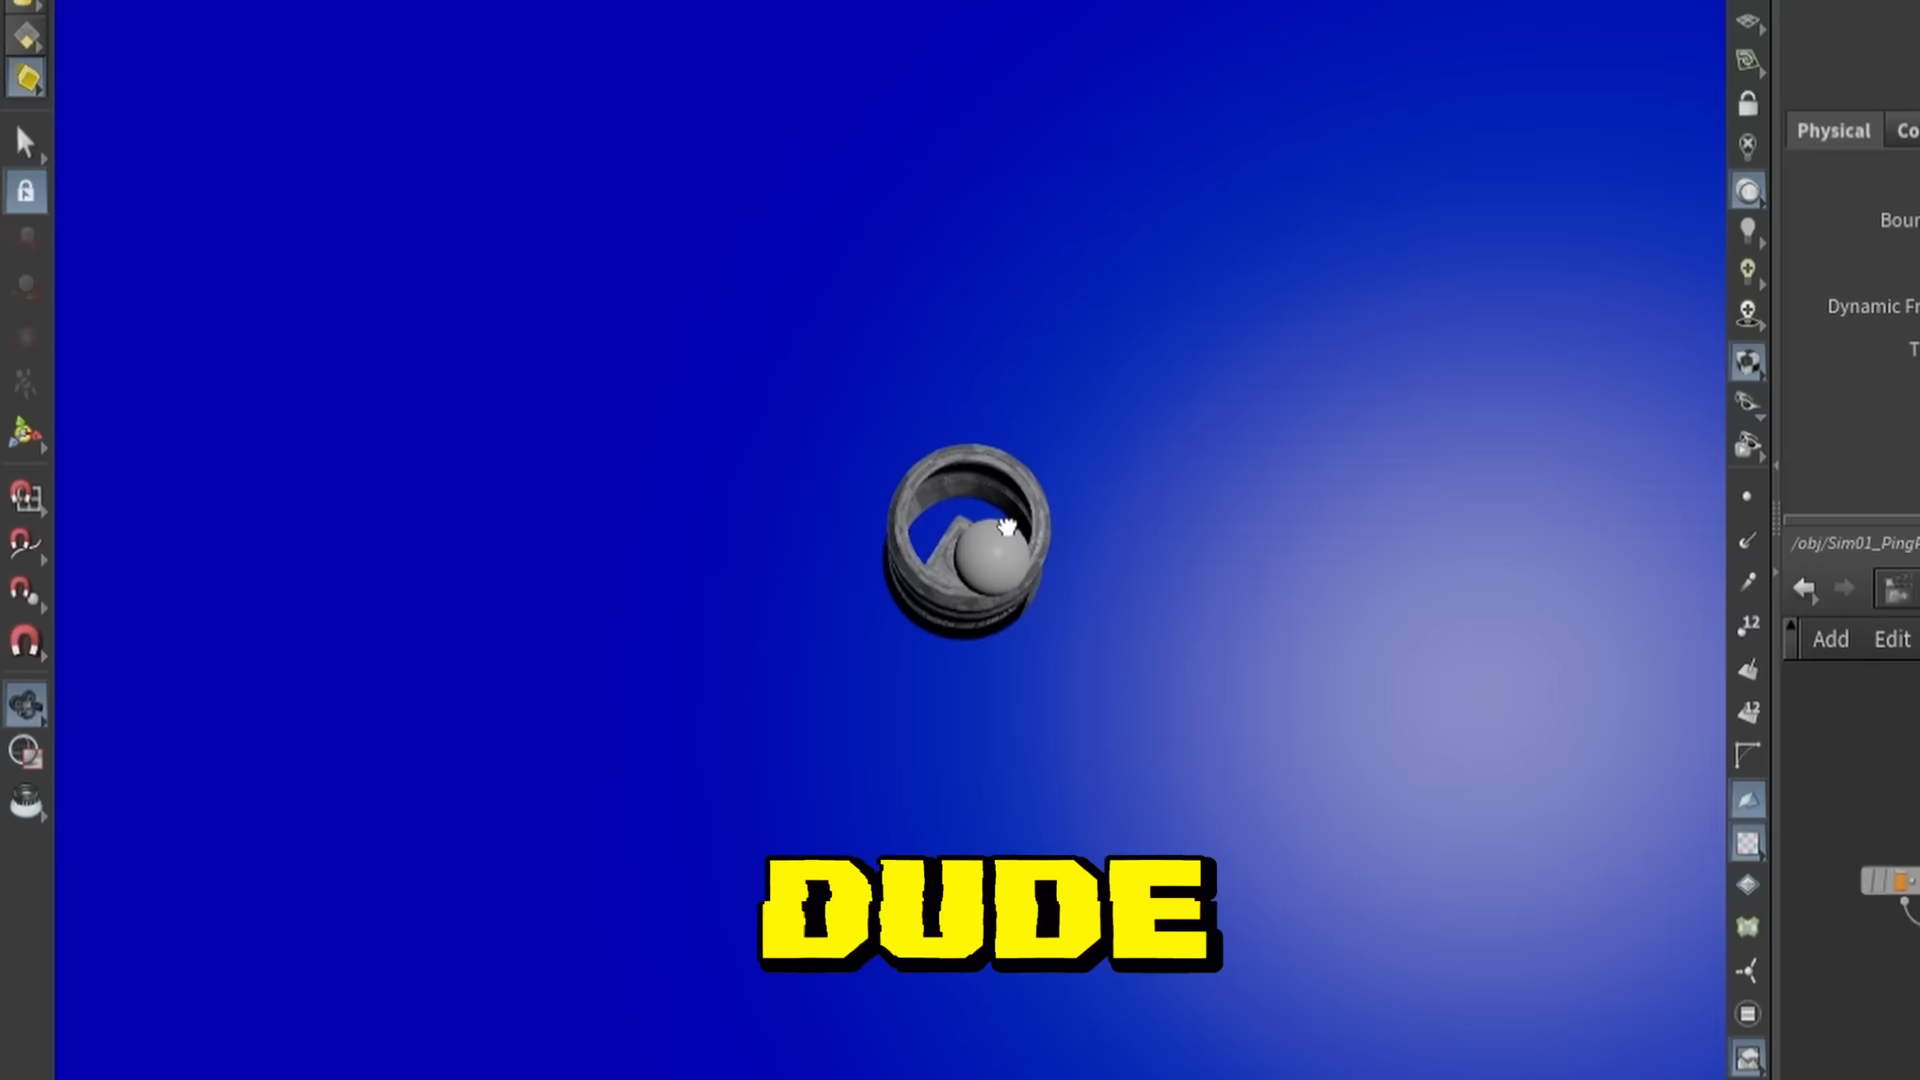 Physical
Co
Bour
Dynamic Fr
T
/obj/Sim01_PingP
12
Add Edit
12
DUDE